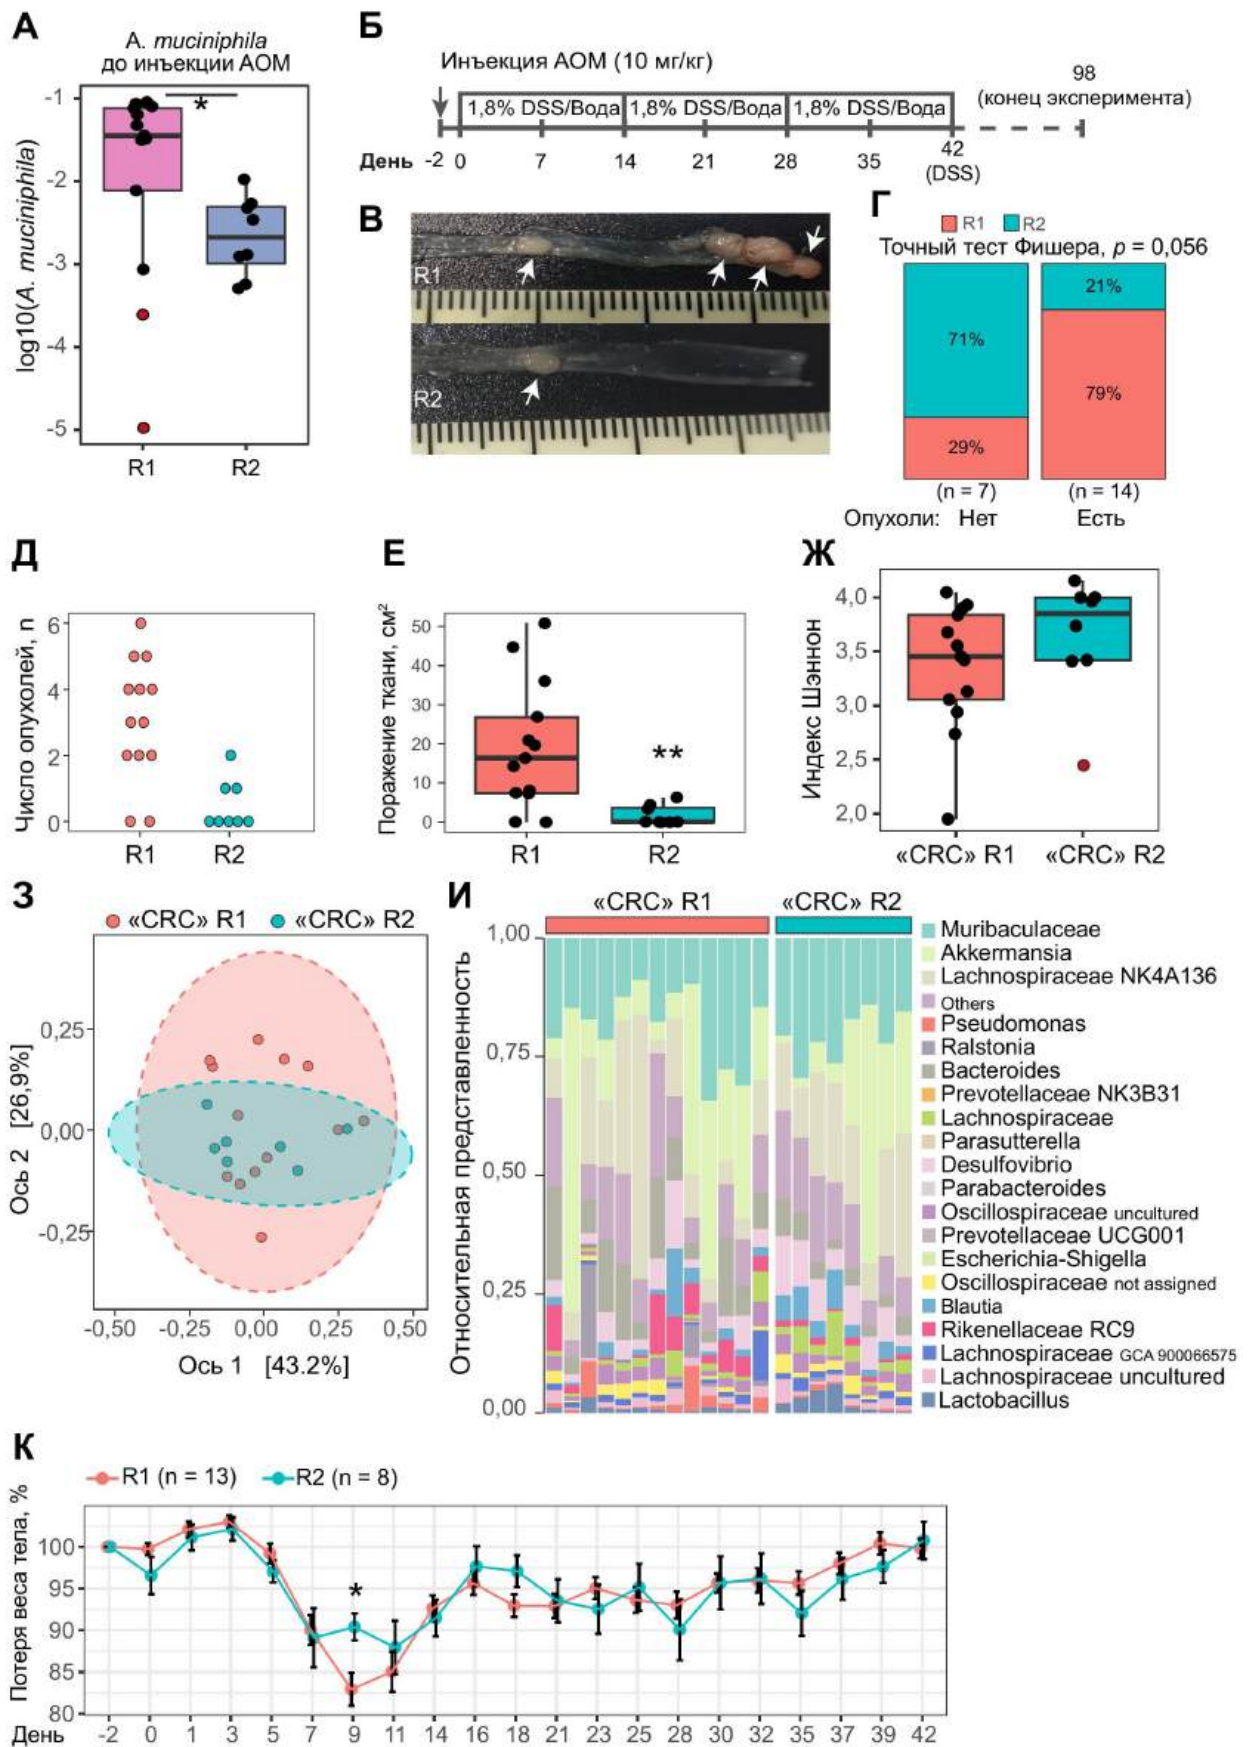 А
A. muciniphila
до инъекции АОМ
*
log10(A. muciniphila)
-1
-2
-3
-4
-5
R1 R2
Б
Инъекция АОМ (10 мг/кг)
98
(конец эксперимента)
1,8% DSS/Вода 1,8% DSS/Вода 1,8% DSS/Вода
День -2 0 7 14 21 28 35 42
(DSS)
В
R1
R2
Г
R1 R2
Точный тест Фишера, p = 0,056
71%
29%
21%
79%
(n = 7) (n = 14)
Опухоли: Нет Есть
Д
Число опухолей, n
6
4
2
0
R1 R2
Е
Поражение ткани, см²
50
40
30
20
10
0
**
R1 R2
Ж
Индекс Шэннон
4,0
3,5
3,0
2,5
2,0
«CRC» R1 «CRC» R2
З
«CRC» R1 «CRC» R2
Ось 2 [26,9%]
0,25
0,00
-0,25
-0,50 -0,25 0,00 0,25 0,50
Ось 1 [43.2%]
И
«CRC» R1 «CRC» R2
Относительная представленность
1,00
0,75
0,50
0,25
0,00
Muribaculaceae
Akkermansia
Lachnospiraceae NK4A136
Others
Pseudomonas
Ralstonia
Bacteroides
Prevotellaceae NK3B31
Lachnospiraceae
Parasutterella
Desulfovibrio
Parabacteroides
Oscillospiraceae uncultured
Prevotellaceae UCG001
Escherichia-Shigella
Oscillospiraceae not assigned
Blautia
Rikenellaceae RC9
Lachnospiraceae GCA 900066575
Lachnospiraceae uncultured
Lactobacillus
К
R1 (n = 13) R2 (n = 8)
Потеря веса тела, %
100
95
90
85
80
*
День -2 0 1 3 5 7 9 11 14 16 18 21 23 25 28 30 32 35 37 39 42